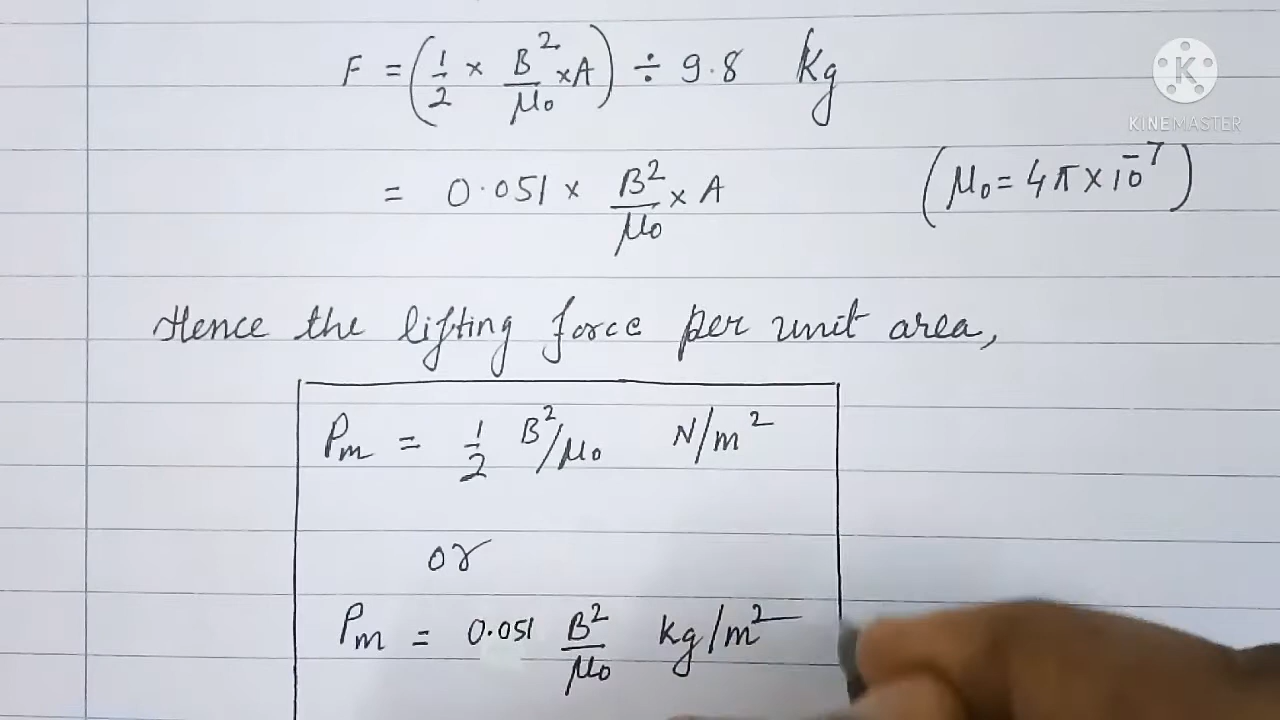 F = (1/2 × B²/μ₀ × A) ÷ 9.8 Kg
K
KINEMASTER
= 0.051 × B²/μ₀ × A (μ₀ = 4π × 10⁻⁷)
Hence the lifting force per unit area,
Pm = 1/2 B²/μ₀ N/m²
or
Pm = 0.051 B²/μ₀ kg/m²